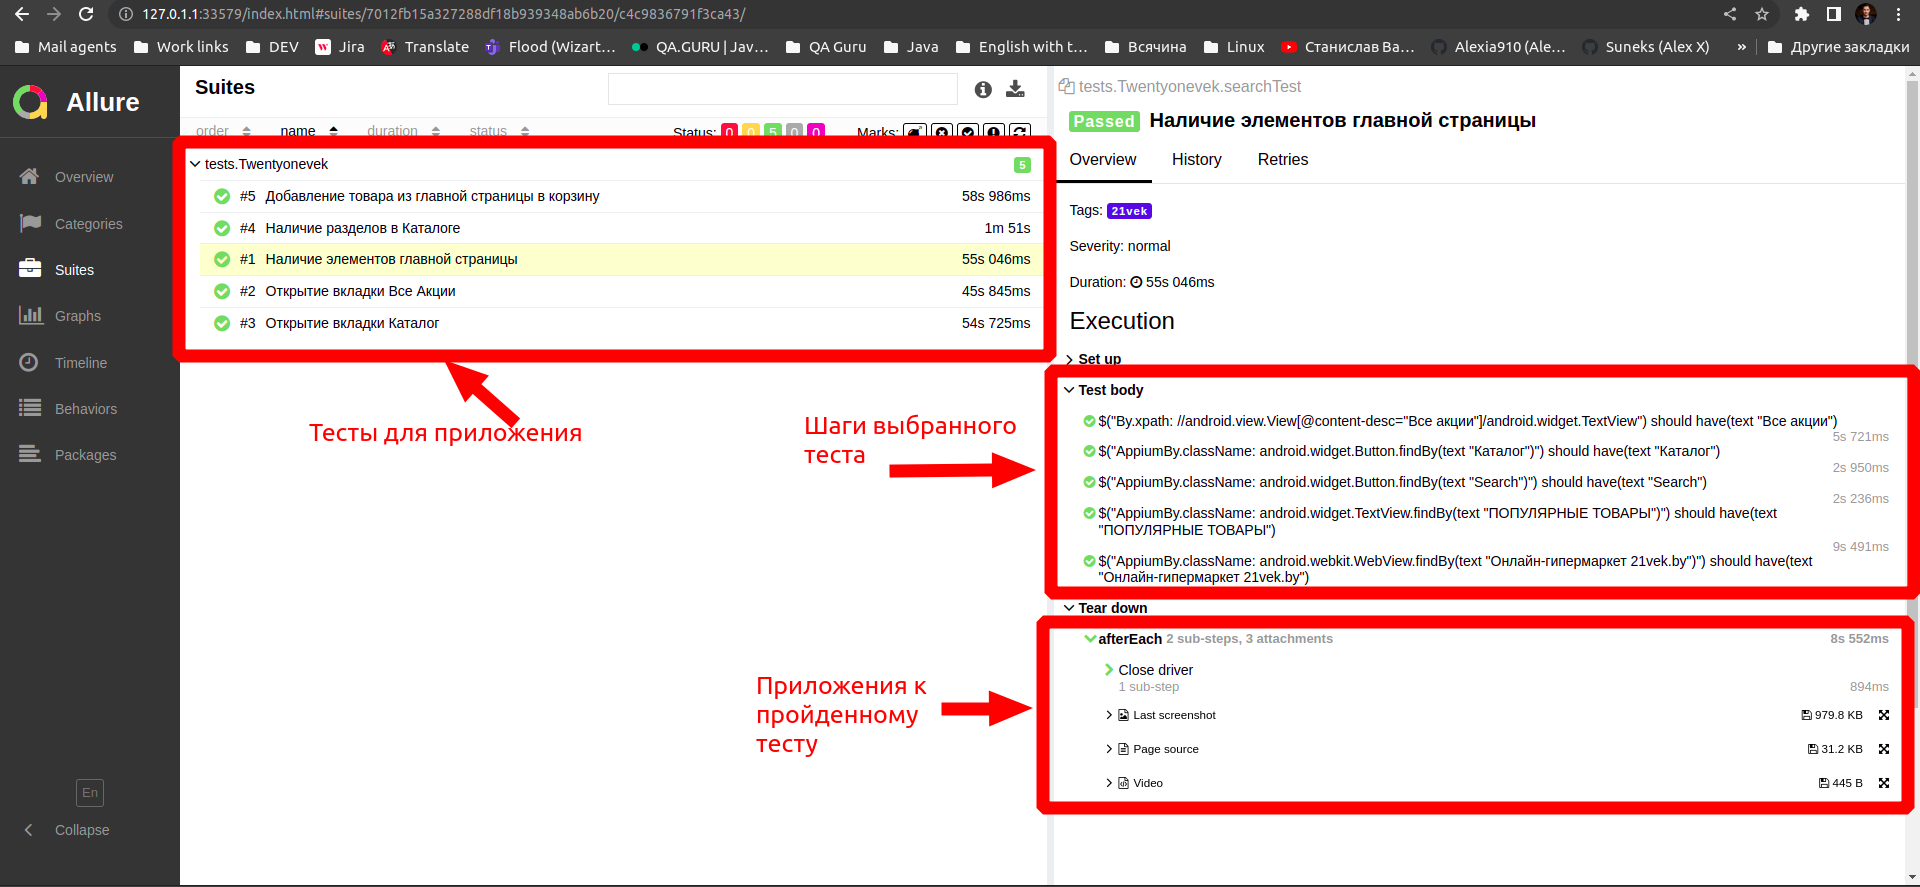 127.0.1.1:33579/index.html#suites/7012fb15a327288df18b939348ab6b20/c4c9836791f3ca43/
Mail agents Work links DEV Jira Translate Flood (Wizart… QA.GURU | Jav… QA Guru Java English with t… Всячина Linux Станислав Ва… Alexia910 (Ale… Suneks (Alex X) » Другие закладки
Allure
Overview
Categories
Suites
Graphs
Timeline
Behaviors
Packages
En
Collapse
Suites
order name duration status Status: 0 0 5 0 0 Marks:
tests.Twentyonevek 5
#5 Добавление товара из главной страницы в корзину 58s 986ms
#4 Наличие разделов в Каталоге 1m 51s
#1 Наличие элементов главной страницы 55s 046ms
#2 Открытие вкладки Все Акции 45s 845ms
#3 Открытие вкладки Каталог 54s 725ms
Тесты для приложения
Шаги выбранного
теста
Приложения к
пройденному
тесту
tests.Twentyonevek.searchTest
Passed Наличие элементов главной страницы
Overview History Retries
Tags: 21vek
Severity: normal
Duration: 55s 046ms
Execution
Set up
Test body
$("By.xpath: //android.view.View[@content-desc="Все акции"]/android.widget.TextView") should have(text "Все акции")
5s 721ms
$("AppiumBy.className: android.widget.Button.findBy(text "Каталог")") should have(text "Каталог")
2s 950ms
$("AppiumBy.className: android.widget.Button.findBy(text "Search")") should have(text "Search")
2s 236ms
$("AppiumBy.className: android.widget.TextView.findBy(text "ПОПУЛЯРНЫЕ ТОВАРЫ")") should have(text
"ПОПУЛЯРНЫЕ ТОВАРЫ")
9s 491ms
$("AppiumBy.className: android.webkit.WebView.findBy(text "Онлайн-гипермаркет 21vek.by")") should have(text
"Онлайн-гипермаркет 21vek.by")
Tear down
afterEach 2 sub-steps, 3 attachments 8s 552ms
Close driver
1 sub-step 894ms
Last screenshot 979.8 KB
Page source 31.2 KB
Video 445 B